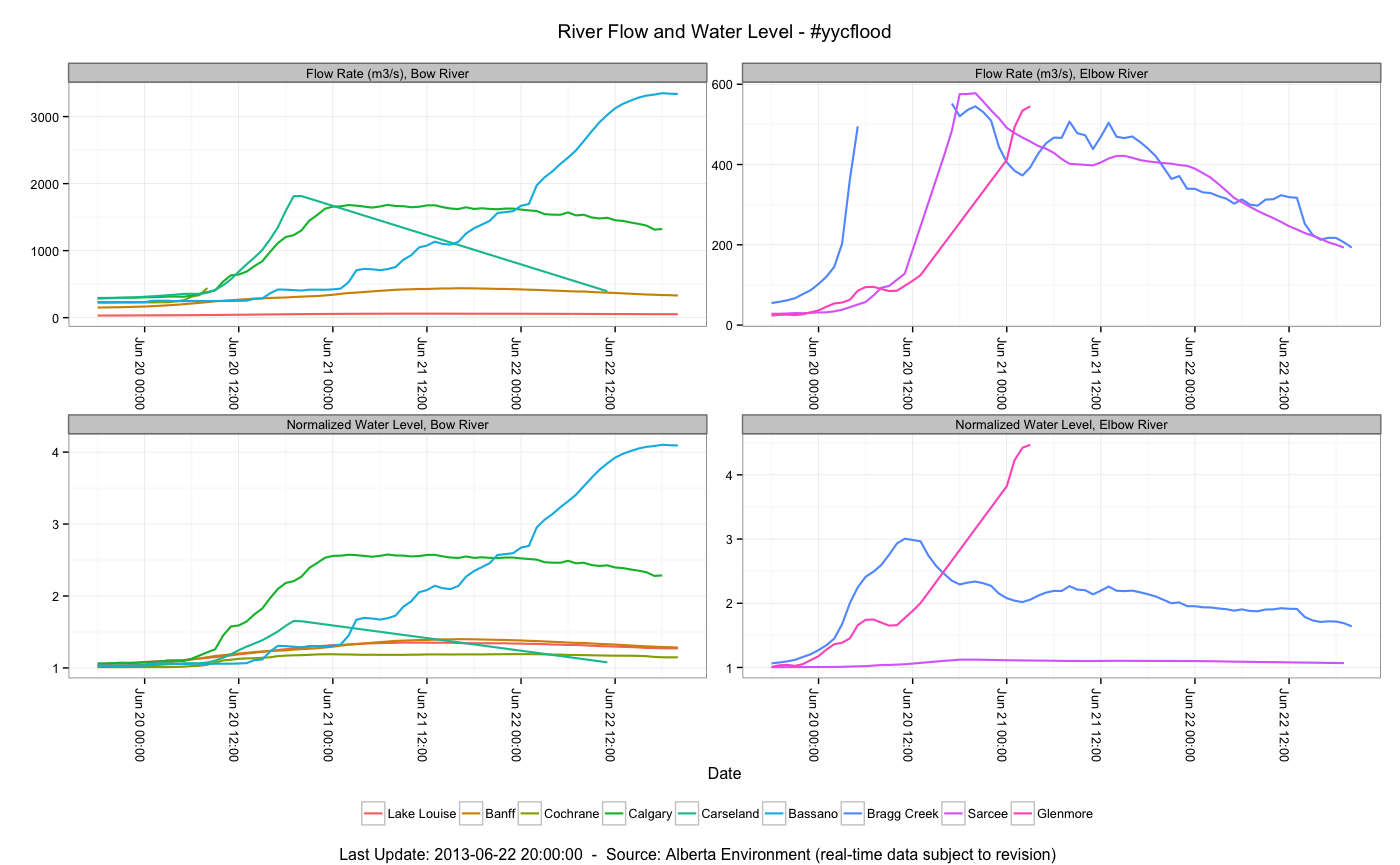 River Flow and Water Level - #yycflood
Flow Rate (m3/s), Bow River
Flow Rate (m3/s), Elbow River
3000
2000
1000
0
600
400
200
0
Jun 20 00:00
Jun 20 12:00
Jun 21 00:00
Jun 21 12:00
Jun 22 00:00
Jun 22 12:00
Jun 20 00:00
Jun 20 12:00
Jun 21 00:00
Jun 21 12:00
Jun 22 00:00
Jun 22 12:00
Normalized Water Level, Bow River
Normalized Water Level, Elbow River
4
3
2
1
4
3
2
1
Jun 20 00:00
Jun 20 12:00
Jun 21 00:00
Jun 21 12:00
Jun 22 00:00
Jun 22 12:00
Jun 20 00:00
Jun 20 12:00
Jun 21 00:00
Jun 21 12:00
Jun 22 00:00
Jun 22 12:00
Date
Lake Louise Banff Cochrane Calgary Carseland Bassano Bragg Creek Sarcee Glenmore
Last Update: 2013-06-22 20:00:00 - Source: Alberta Environment (real-time data subject to revision)